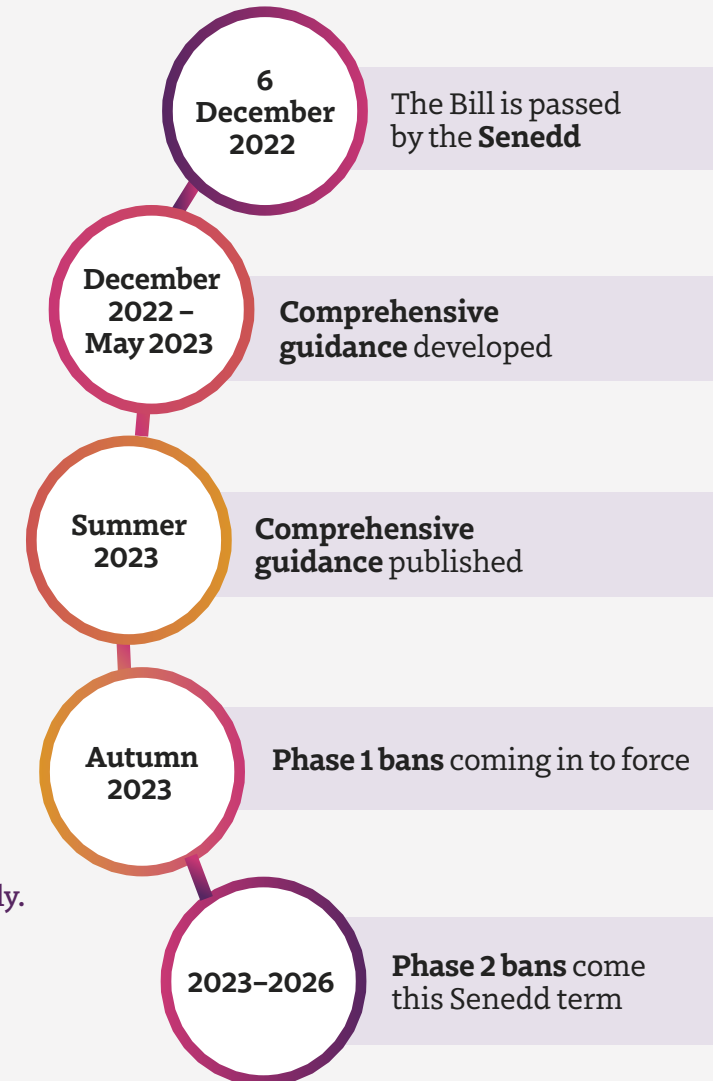 6
December
2022
The Bill is passed
by the Senedd
December
2022 –
May 2023
Comprehensive
guidance developed
Summer
2023
Comprehensive
guidance published
Autumn
2023
Phase 1 bans coming in to force
ly.
2023–2026
Phase 2 bans come
this Senedd term